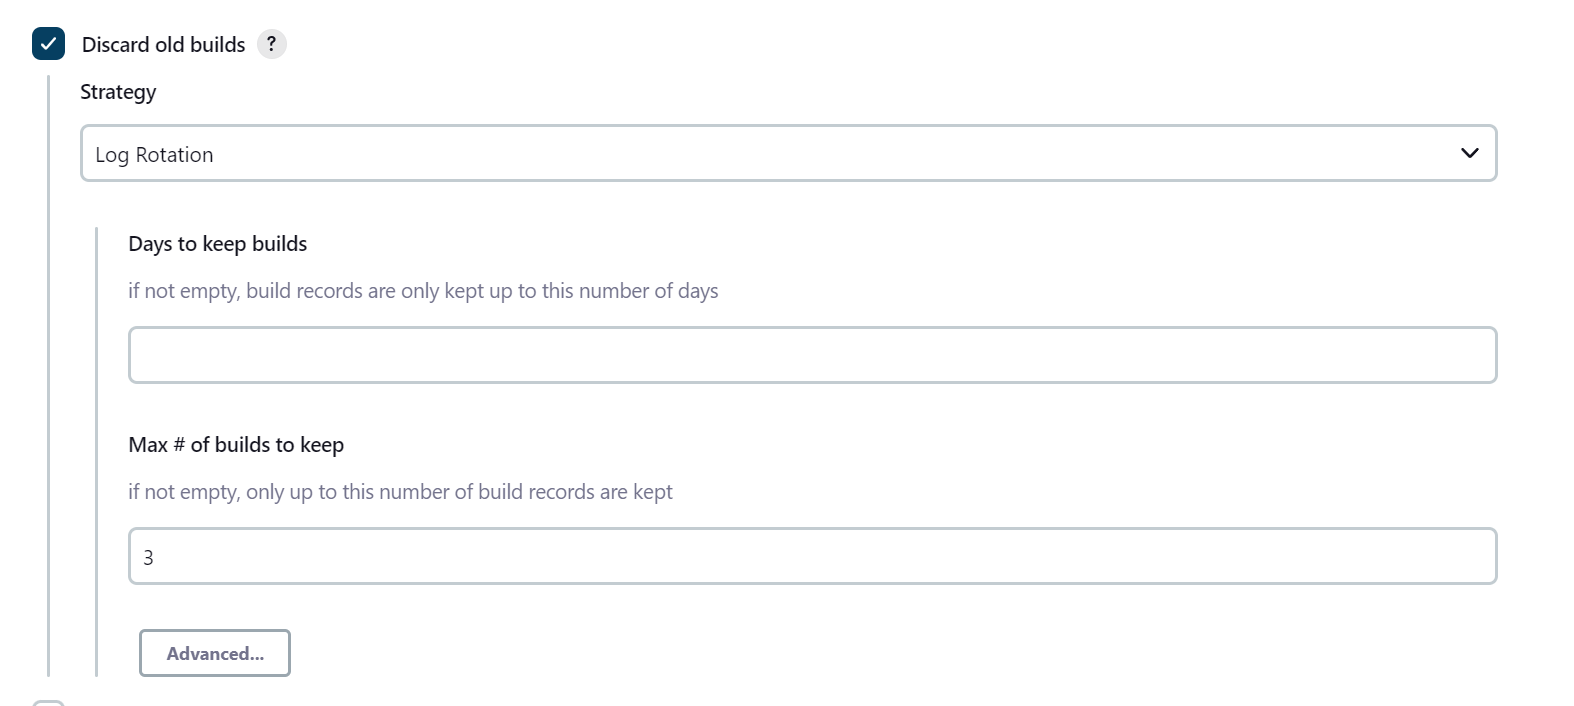 Discard old builds ?
Strategy
Log Rotation
Days to keep builds
if not empty, build records are only kept up to this number of days
Max # of builds to keep
if not empty, only up to this number of build records are kept
3
Advanced...